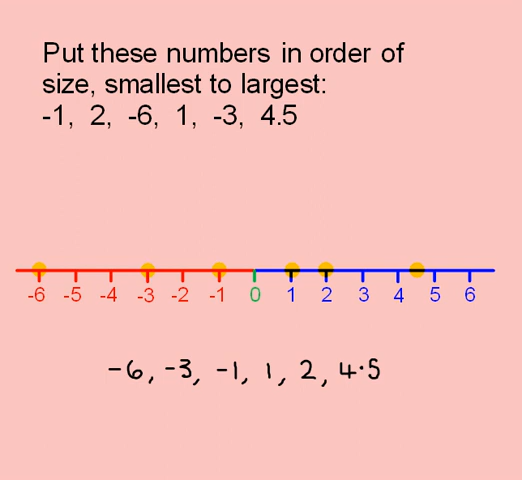 Put these numbers in order of
size, smallest to largest:
-1, 2, -6, 1, -3, 4.5
-6 -5 -4 -3 -2 -1 0 1 2 3 4 5 6
-6, -3, -1, 1, 2, 4·5